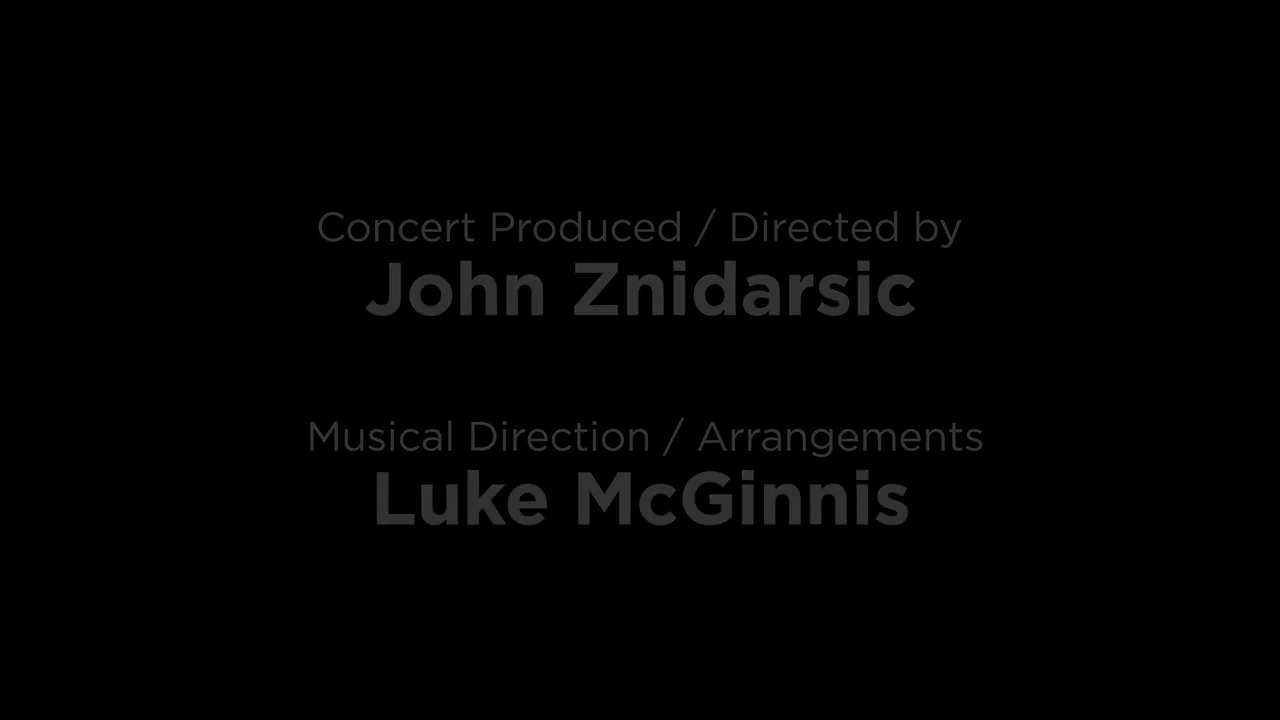 Concert Produced / Directed by
John Znidarsic
Musical Direction / Arrangements
Luke McGinnis